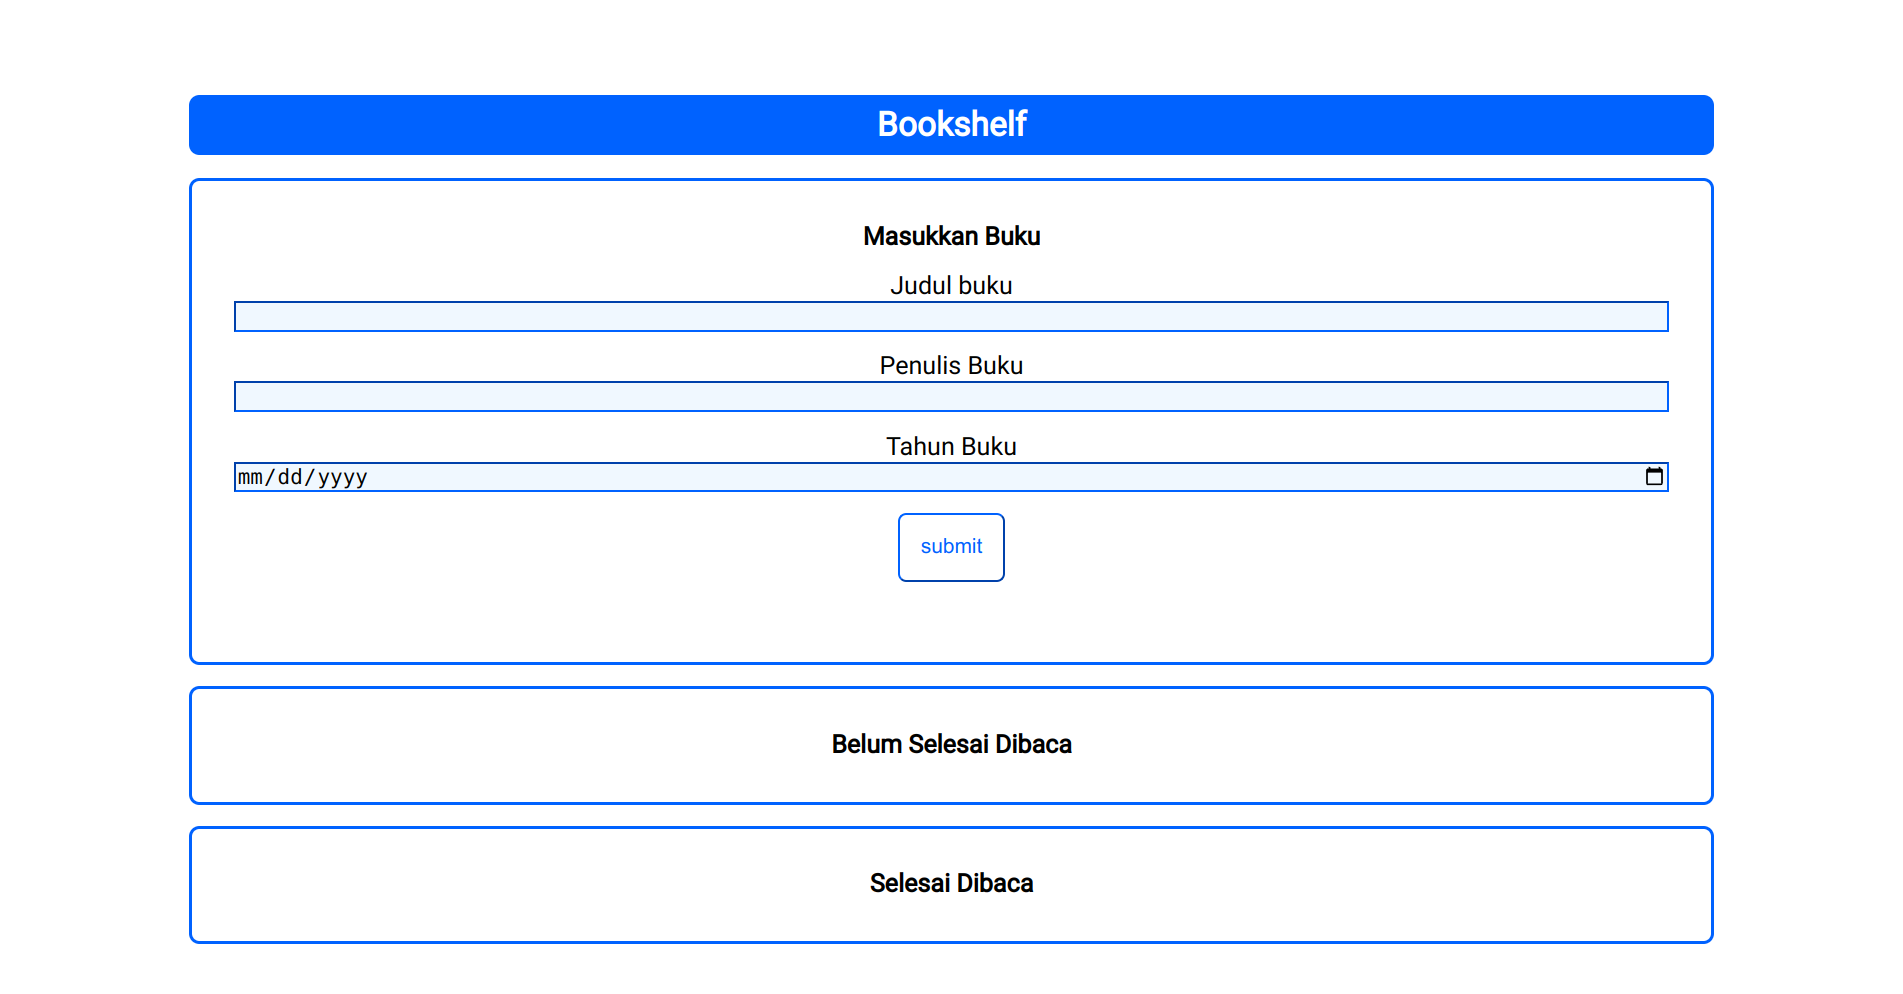 Bookshelf
Masukkan Buku
Judul buku
Penulis Buku
Tahun Buku
mm/dd/yyyy
submit
Belum Selesai Dibaca
Selesai Dibaca